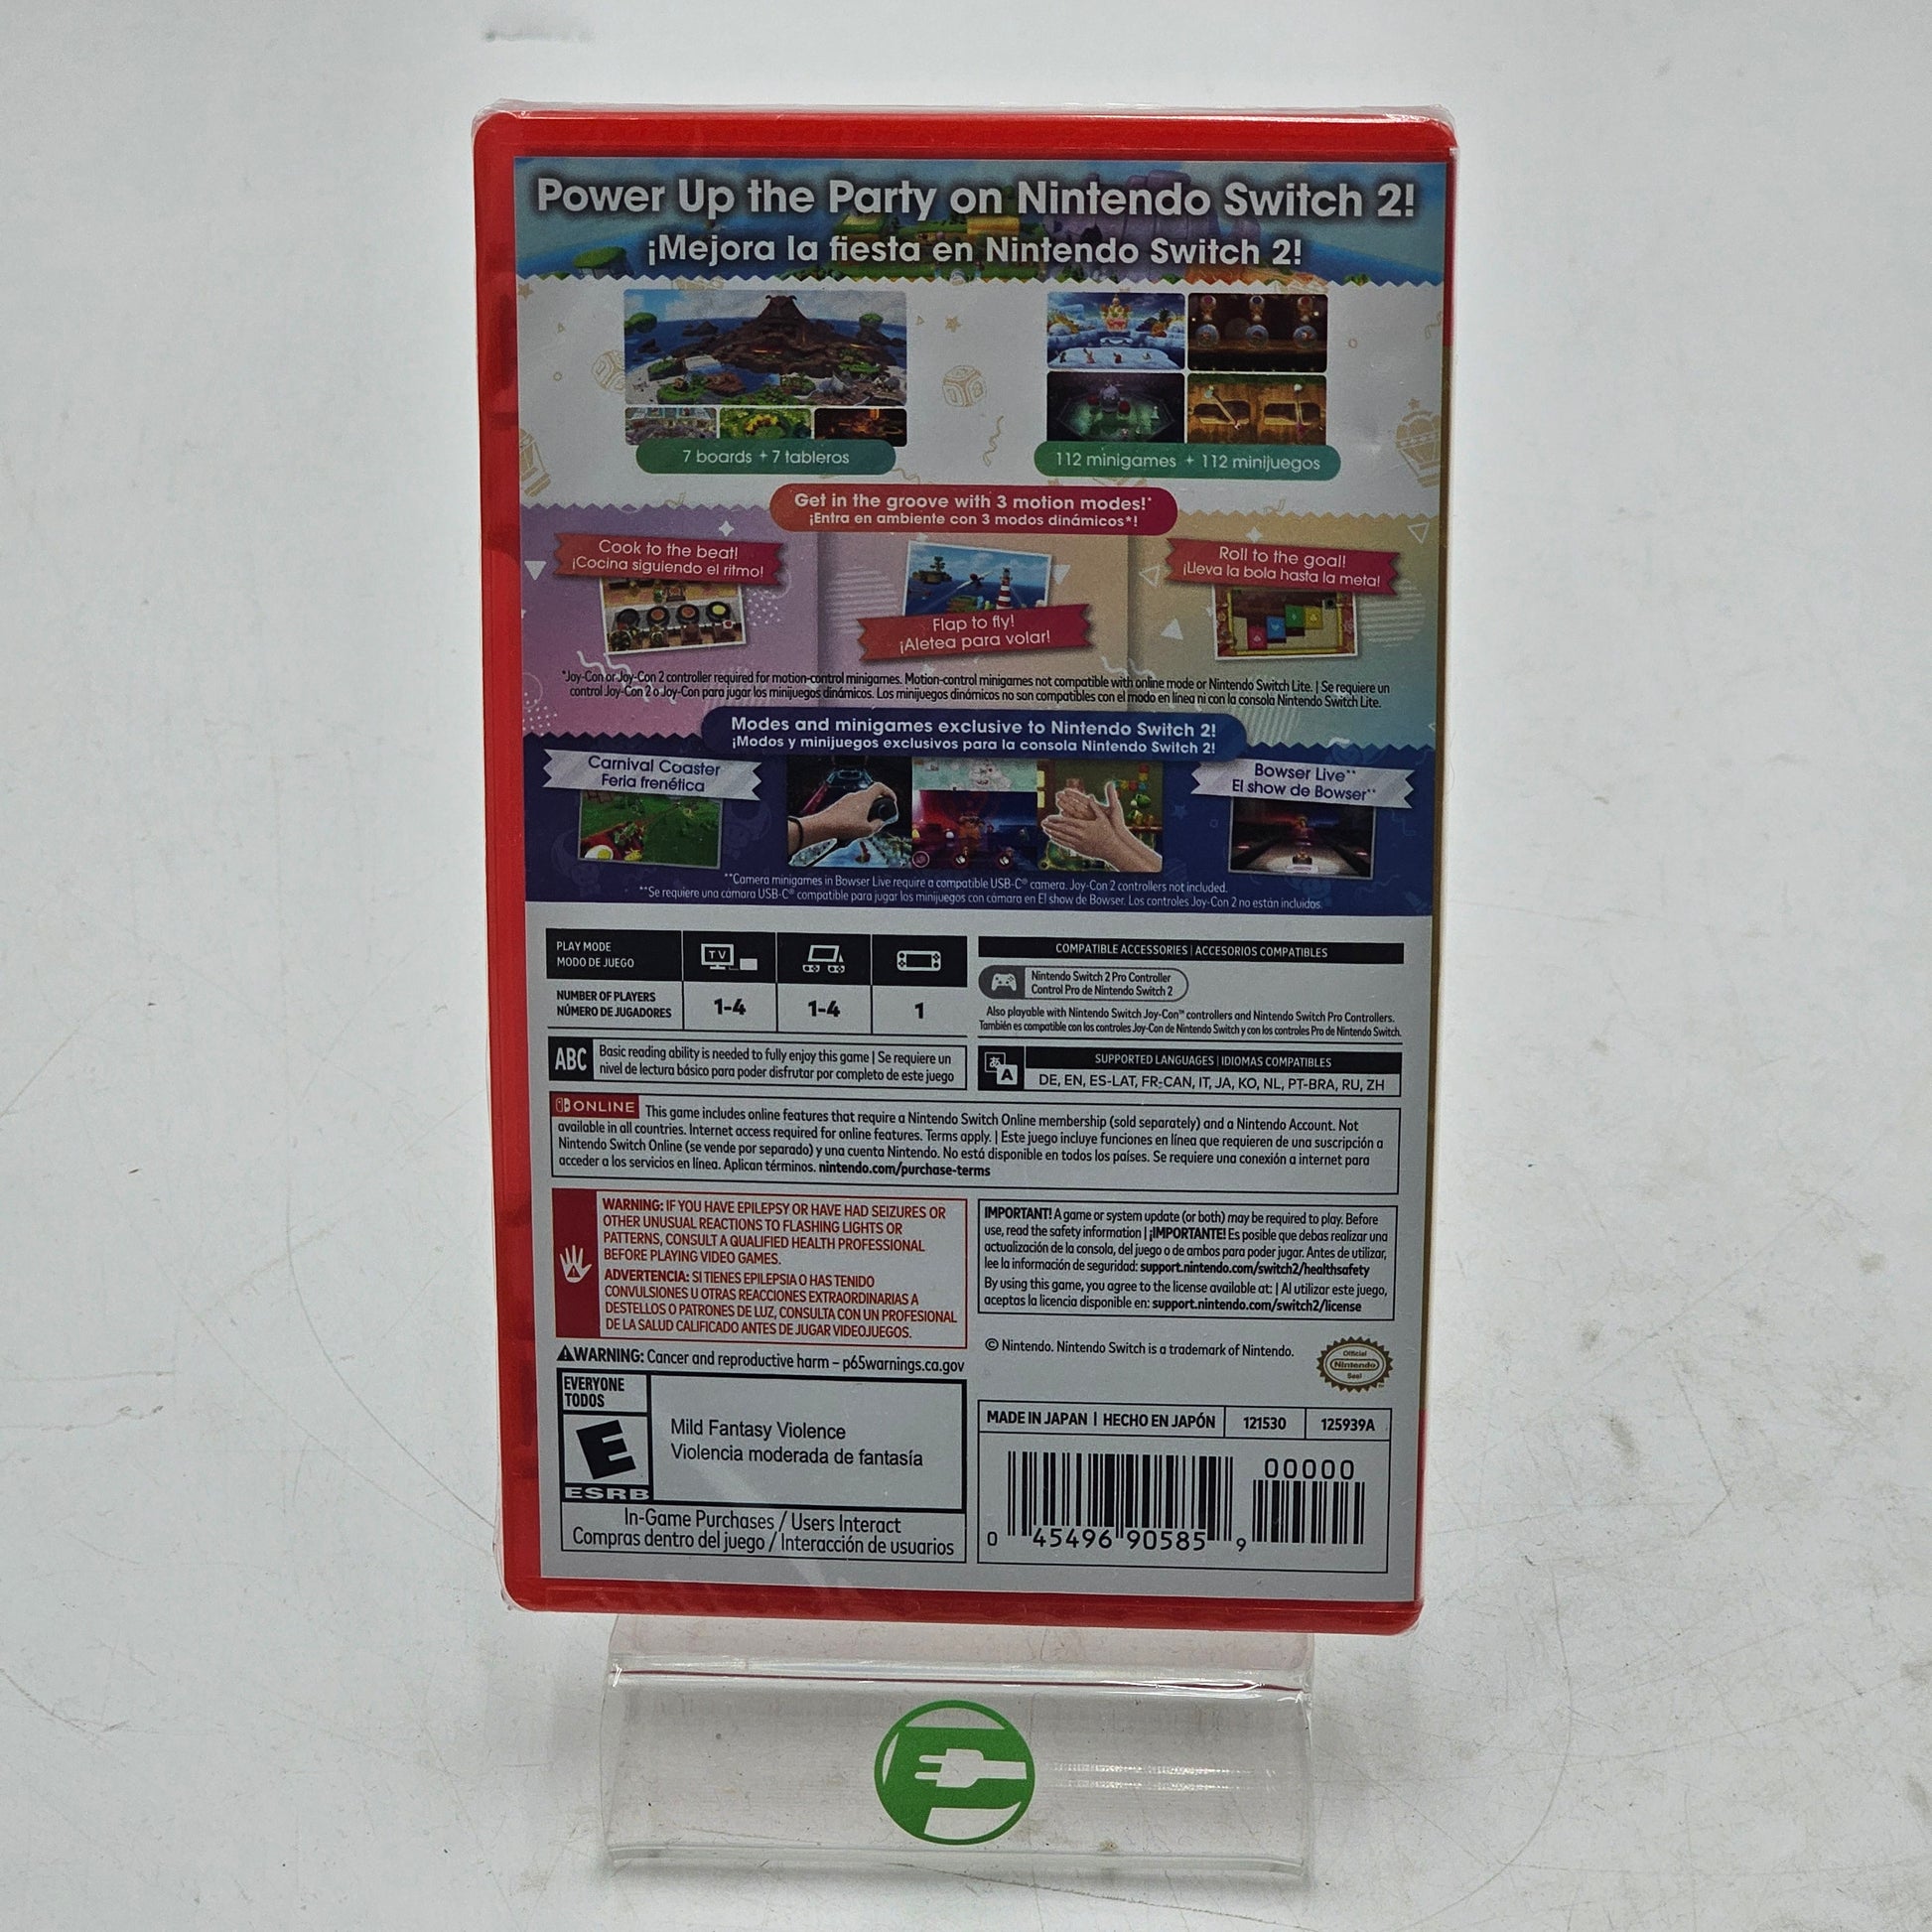 Power Up the Party on Nintendo Switch 2!
¡Mejora la fiesta en Nintendo Switch 2!
7 boards + 7 tableros
112 minigames + 112 minijuegos
Get in the groove with 3 motion modes!*
¡Entra en ambiente con 3 modos dinámicos*!
Cook to the beat!
¡Cocina siguiendo el ritmo!
Flap to fly!
¡Aletea para volar!
Roll to the goal!
¡Lleva la bola hasta la meta!
*Joy-Con or Joy-Con 2 controller required for motion-control minigames. Motion-control minigames not compatible with online mode or Nintendo Switch Lite. | Se requiere un
control Joy-Con 2 o Joy-Con para jugar los minijuegos dinámicos. Los minijuegos dinámicos no son compatibles con el modo en línea ni con la consola Nintendo Switch Lite.
Modes and minigames exclusive to Nintendo Switch 2!
¡Modos y minijuegos exclusivos para la consola Nintendo Switch 2!
Carnival Coaster
Feria frenética
Bowser Live**
El show de Bowser**
**Camera minigames in Bowser Live require a compatible USB-C® camera. Joy-Con 2 controllers not included.
**Se requiere una cámara USB-C® compatible para jugar los minijuegos con cámara en El show de Bowser. Los controles Joy-Con 2 no están incluidos.
PLAY MODE
MODO DE JUEGO
TV
NUMBER OF PLAYERS
NÚMERO DE JUGADORES
1-4
1-4
1
COMPATIBLE ACCESSORIES | ACCESORIOS COMPATIBLES
Nintendo Switch 2 Pro Controller
Control Pro de Nintendo Switch 2
Also playable with Nintendo Switch Joy-Con™ controllers and Nintendo Switch Pro Controllers.
También es compatible con los controles Joy-Con de Nintendo Switch y con los controles Pro de Nintendo Switch.
ABC
Basic reading ability is needed to fully enjoy this game | Se requiere un
nivel de lectura básico para poder disfrutar por completo de este juego
あ A
SUPPORTED LANGUAGES | IDIOMAS COMPATIBLES
DE, EN, ES-LAT, FR-CAN, IT, JA, KO, NL, PT-BRA, RU, ZH
ONLINE This game includes online features that require a Nintendo Switch Online membership (sold separately) and a Nintendo Account. Not
available in all countries. Internet access required for online features. Terms apply. | Este juego incluye funciones en línea que requieren de una suscripción a
Nintendo Switch Online (se vende por separado) y una cuenta Nintendo. No está disponible en todos los países. Se requiere una conexión a internet para
acceder a los servicios en línea. Aplican términos. nintendo.com/purchase-terms
WARNING: IF YOU HAVE EPILEPSY OR HAVE HAD SEIZURES OR
OTHER UNUSUAL REACTIONS TO FLASHING LIGHTS OR
PATTERNS, CONSULT A QUALIFIED HEALTH PROFESSIONAL
BEFORE PLAYING VIDEO GAMES.
ADVERTENCIA: SI TIENES EPILEPSIA O HAS TENIDO
CONVULSIONES U OTRAS REACCIONES EXTRAORDINARIAS A
DESTELLOS O PATRONES DE LUZ, CONSULTA CON UN PROFESIONAL
DE LA SALUD CALIFICADO ANTES DE JUGAR VIDEOJUEGOS.
IMPORTANT! A game or system update (or both) may be required to play. Before
use, read the safety information | ¡IMPORTANTE! Es posible que debas realizar una
actualización de la consola, del juego o de ambos para poder jugar. Antes de utilizar,
lee la información de seguridad: support.nintendo.com/switch2/healthsafety
By using this game, you agree to the license available at: | Al utilizar este juego,
aceptas la licencia disponible en: support.nintendo.com/switch2/license
WARNING: Cancer and reproductive harm – p65warnings.ca.gov
© Nintendo. Nintendo Switch is a trademark of Nintendo.
Official
Nintendo
Seal
EVERYONE
TODOS
E
ESRB
Mild Fantasy Violence
Violencia moderada de fantasía
In-Game Purchases / Users Interact
Compras dentro del juego / Interacción de usuarios
MADE IN JAPAN | HECHO EN JAPÓN
121530
125939A
00000
0 45496 90585 9